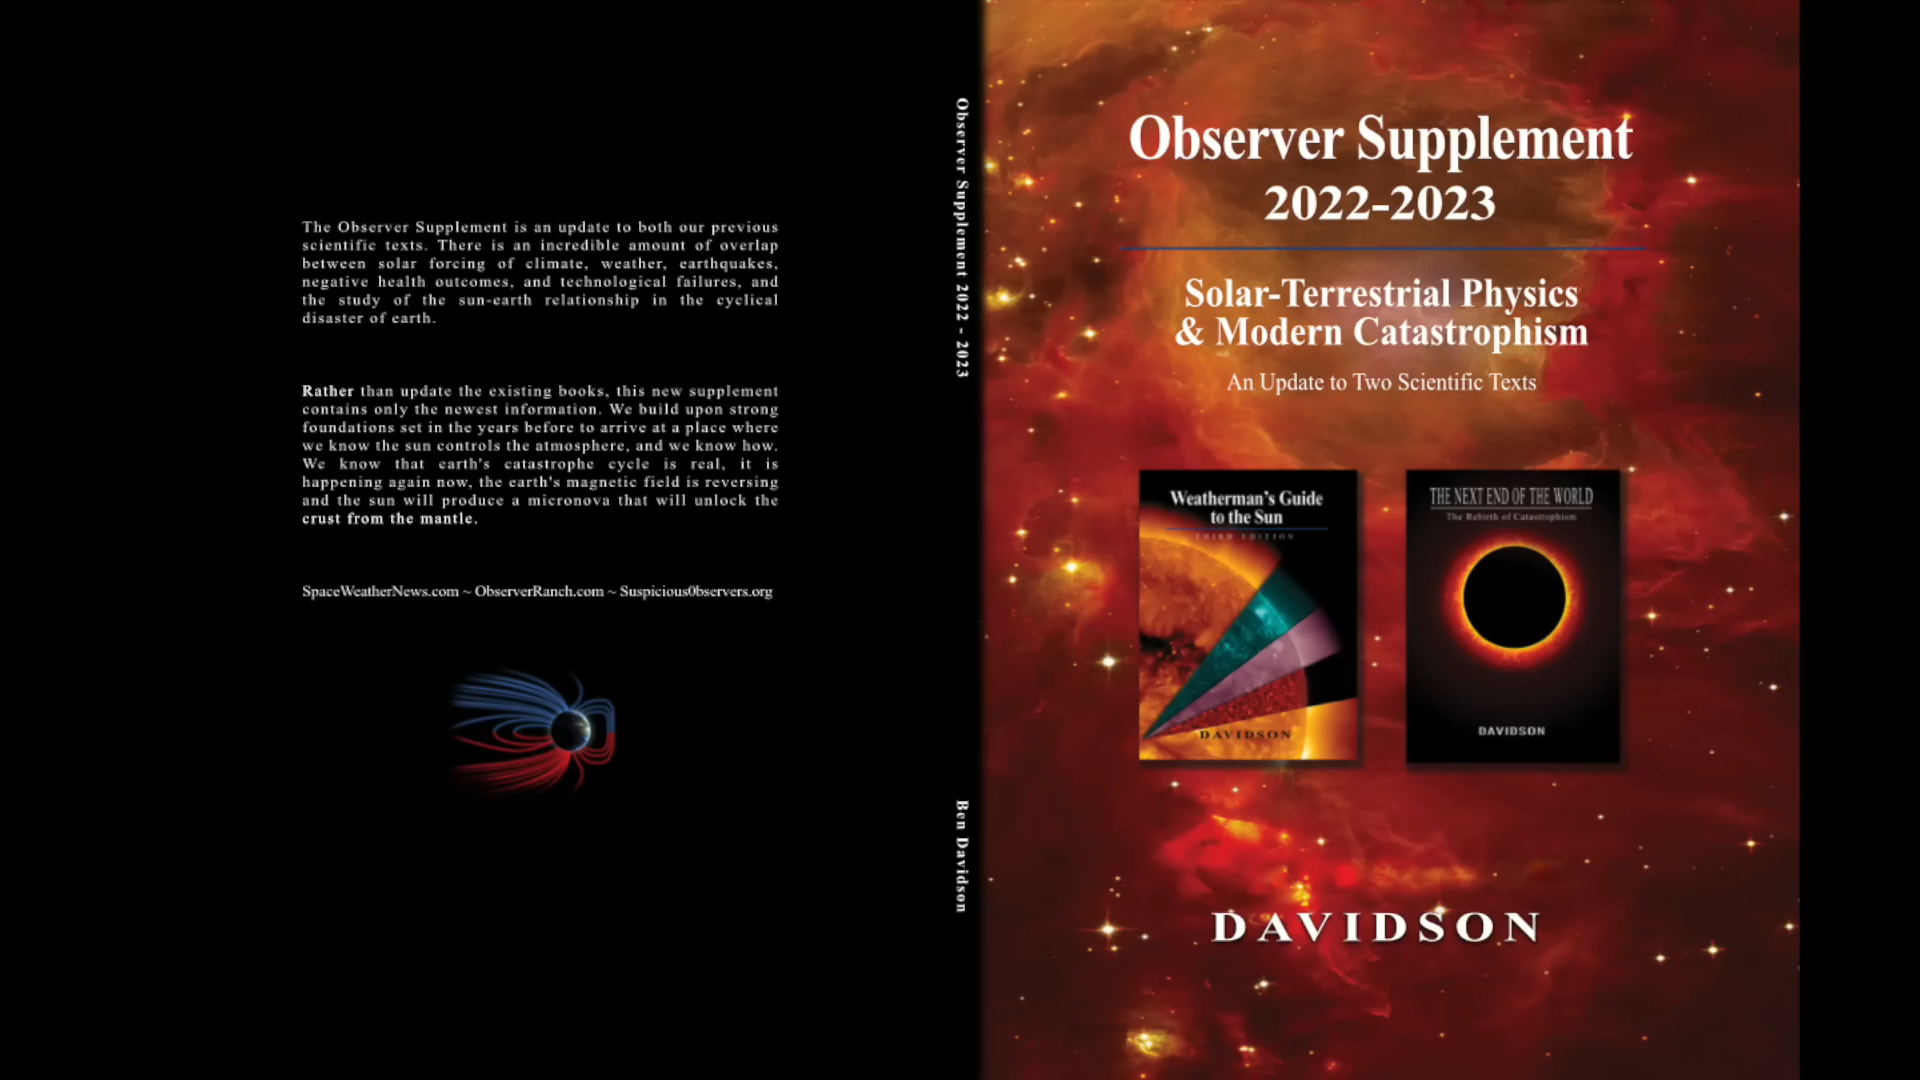 The Observer Supplement is an update to both our previous
scientific texts. There is an incredible amount of overlap
between solar forcing of climate, weather, earthquakes,
negative health outcomes, and technological failures, and
the study of the sun-earth relationship in the cyclical
disaster of earth.
Rather than update the existing books, this new supplement
contains only the newest information. We build upon strong
foundations set in the years before to arrive at a place where
we know the sun controls the atmosphere, and we know how.
We know that earth's catastrophe cycle is real, it is
happening again now, the earth's magnetic field is reversing
and the sun will produce a micronova that will unlock the
crust from the mantle.
SpaceWeatherNews.com ~ ObserverRanch.com ~ Suspicious0bservers.org
Observer Supplement 2022 - 2023
Ben Davidson
Observer Supplement
2022-2023
Solar-Terrestrial Physics
& Modern Catastrophism
An Update to Two Scientific Texts
Weatherman's Guide
to the Sun
THIRD EDITION
DAVIDSON
THE NEXT END OF THE WORLD
The Rebirth of Catastrophism
DAVIDSON
DAVIDSON